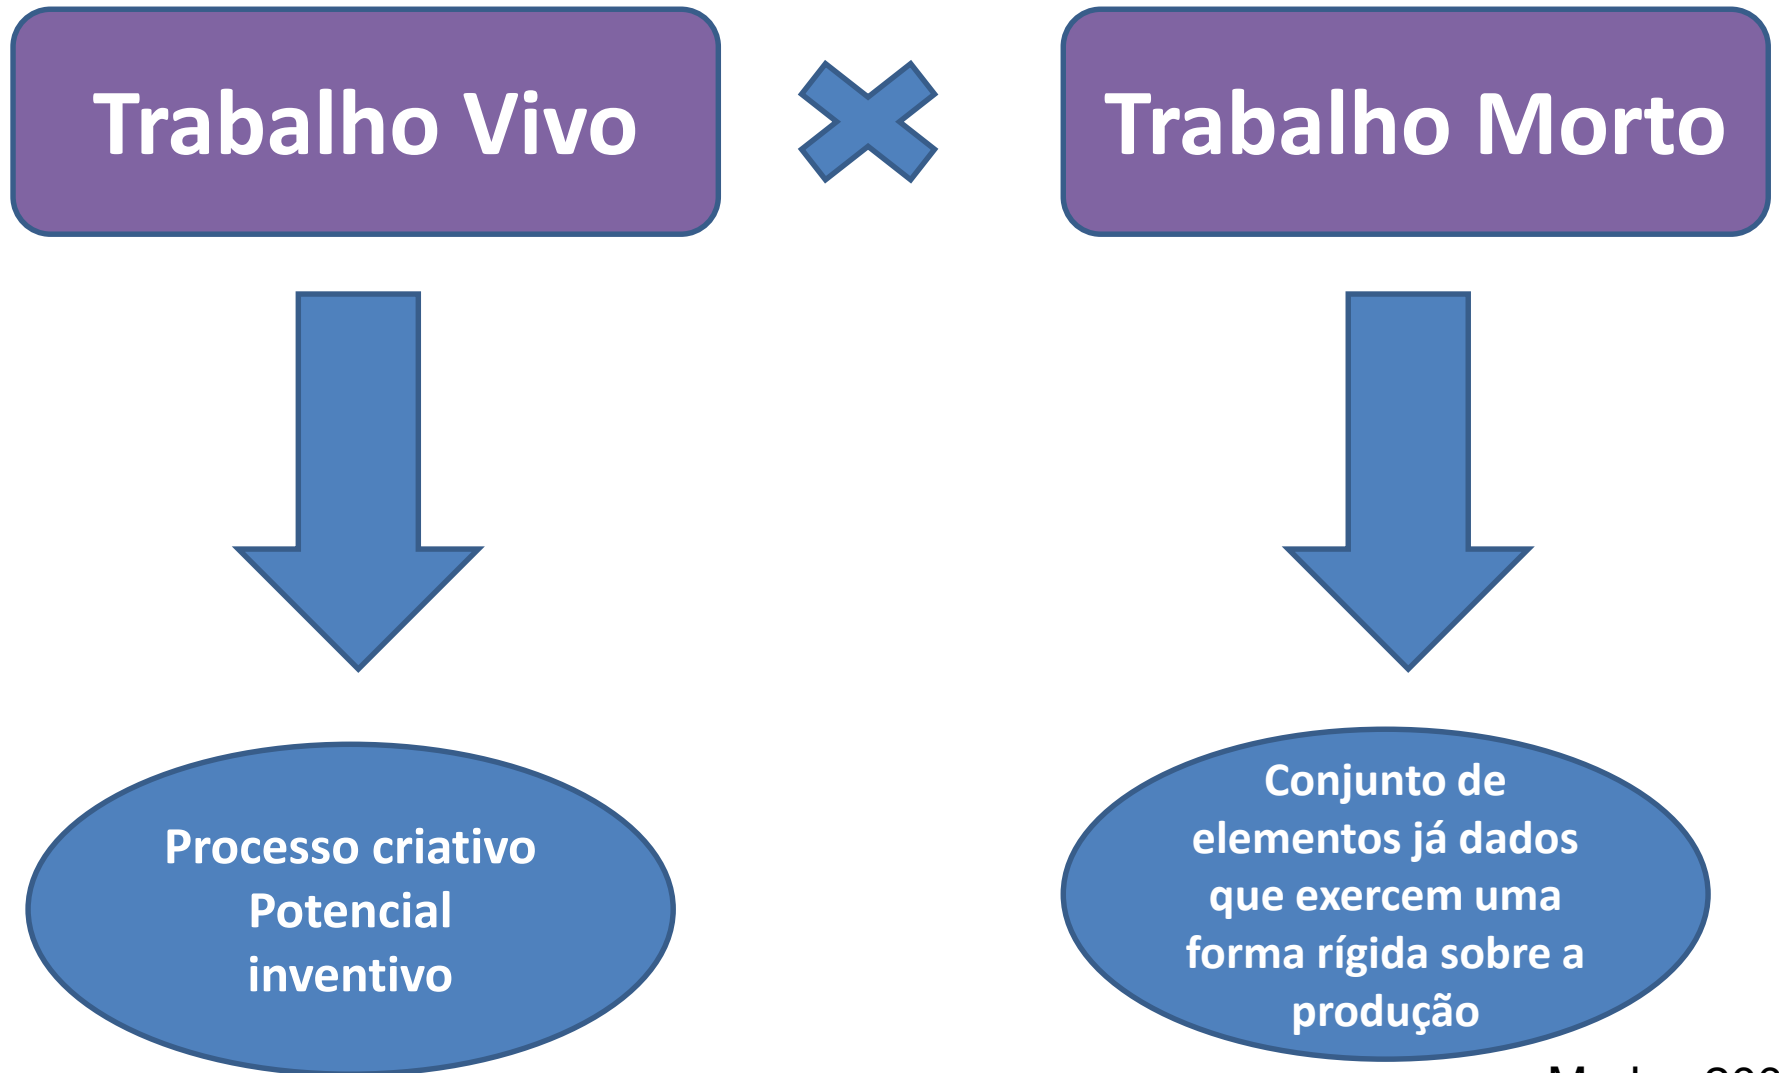 Trabalho Vivo
Trabalho Morto
Processo criativo
Potencial
inventivo
Conjunto de
elementos já dados
que exercem uma
forma rígida sobre a
produção